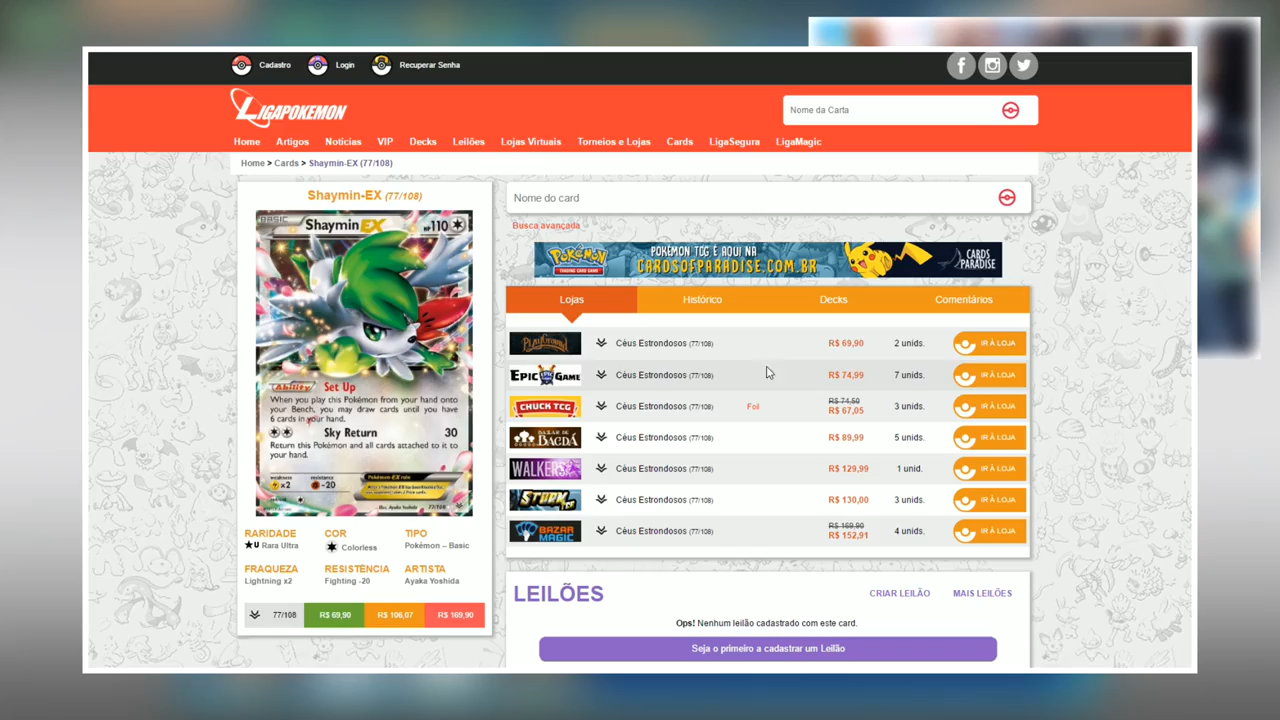 Cadastro Login Recuperar Senha
LIGAPOKEMON
Nome da Carta
Home Artigos Notícias VIP Decks Leilões Lojas Virtuais Torneios e Lojas Cards LigaSegura LigaMagic
Home > Cards > Shaymin-EX (77/108)
Shaymin-EX (77/108)
BASIC
Shaymin EX HP110
Ability Set Up
When you play this Pokémon from your hand onto
your Bench, you may draw cards until you have
6 cards in your hand.
Sky Return 30
Return this Pokémon and all cards attached to it to
your hand.
weakness resistance
x2 -20
77/108
RARIDADE COR TIPO
U Rara Ultra Colorless Pokémon – Basic
FRAQUEZA RESISTÊNCIA ARTISTA
Lightning x2 Fighting -20 Ayaka Yoshida
77/108 R$ 69,90 R$ 106,07 R$ 169,90
Nome do card
Busca avançada
Pokémon TRADING CARD GAME
POKÉMON TCG É AQUI NA
CARDSOFPARADISE.COM.BR
CARDS
PARADISE
Lojas Histórico Decks Comentários
PLAYGROUND Céus Estrondosos (77/108) R$ 69,90 2 unids. IR À LOJA
EPIC GAME Céus Estrondosos (77/108) R$ 74,99 7 unids. IR À LOJA
CHUCK TCG Céus Estrondosos (77/108) Foil R$ 74,50 R$ 67,05 3 unids. IR À LOJA
BAZAR DE BAGDÁ Céus Estrondosos (77/108) R$ 89,99 5 unids. IR À LOJA
WALKERS Céus Estrondosos (77/108) R$ 129,99 1 unid. IR À LOJA
STORM Céus Estrondosos (77/108) R$ 130,00 3 unids. IR À LOJA
BAZAR MAGIC Céus Estrondosos (77/108) R$ 169,90 R$ 152,91 4 unids. IR À LOJA
LEILÕES CRIAR LEILÃO MAIS LEILÕES
Ops! Nenhum leilão cadastrado com este card.
Seja o primeiro a cadastrar um Leilão